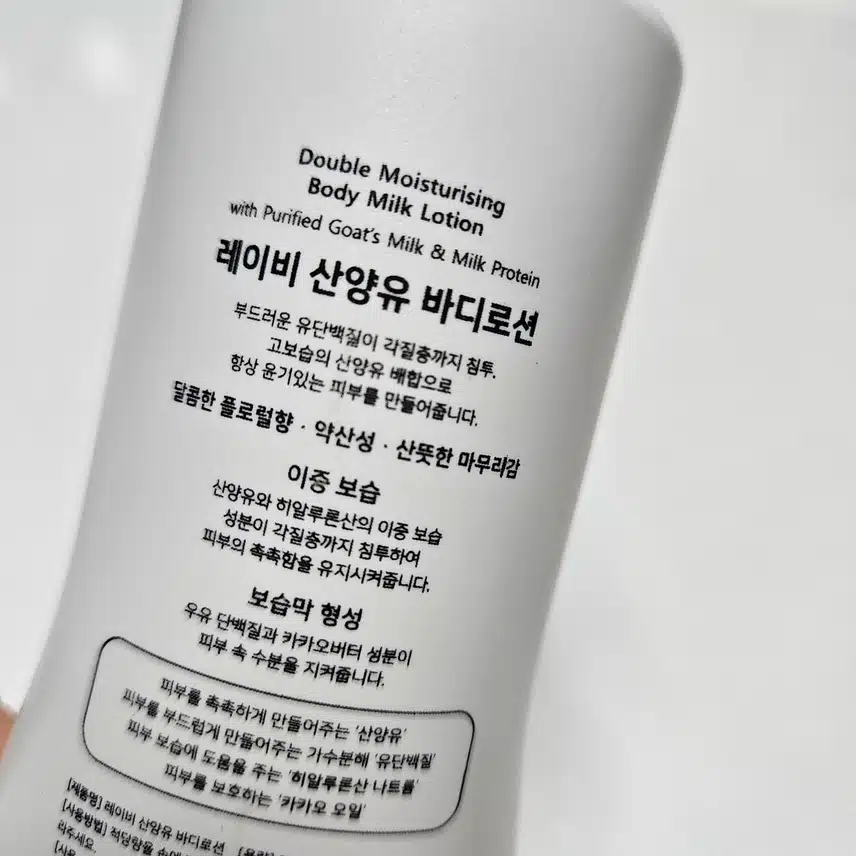 Double Moisturising
Body Milk Lotion
with Purified Goat's Milk & Milk Protein
레이비 산양유 바디로션
부드러운 유단백질이 각질층까지 침투.
고보습의 산양유 배합으로
항상 윤기있는 피부를 만들어줍니다.
달콤한 플로럴향 · 약산성 · 산뜻한 마무리감
이중 보습
산양유와 히알루론산의 이중 보습
성분이 각질층까지 침투하여
피부의 촉촉함을 유지시켜줍니다.
보습막 형성
우유 단백질과 카카오버터 성분이
피부 속 수분을 지켜줍니다.
피부를 촉촉하게 만들어주는 '산양유'
피부를 부드럽게 만들어주는 가수분해 '유단백질'
피부 보습에 도움을 주는 '히알루론산 나트륨'
피부를 보호하는 '카카오 오일'
[제품명] 레이비 산양유 바디로션 [용량]
[사용방법] 적당량을 손에
라주세요.